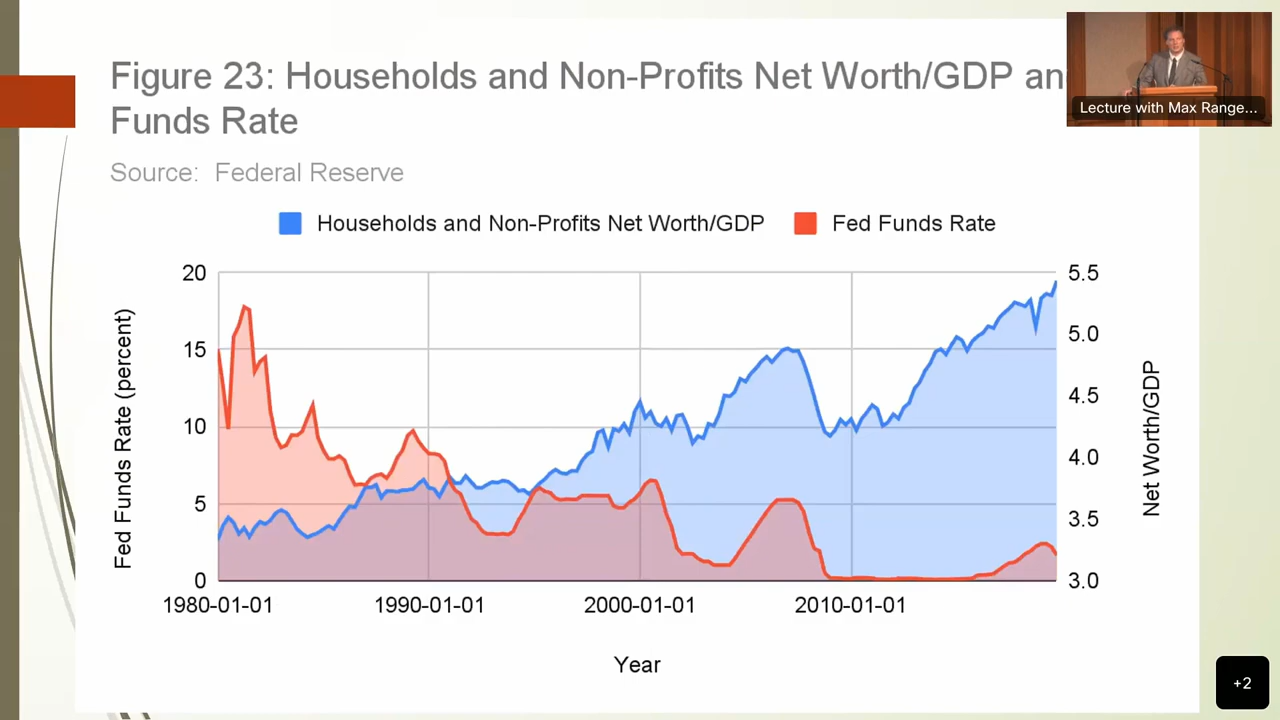 Figure 23: Households and Non-Profits Net Worth/GDP an
Funds Rate
Source: Federal Reserve
Lecture with Max Range...
Households and Non-Profits Net Worth/GDP
Fed Funds Rate
Fed Funds Rate (percent)
20
15
10
5
0
5.5
5.0
4.5
4.0
3.5
3.0
Net Worth/GDP
1980-01-01
1990-01-01
2000-01-01
2010-01-01
Year
+2